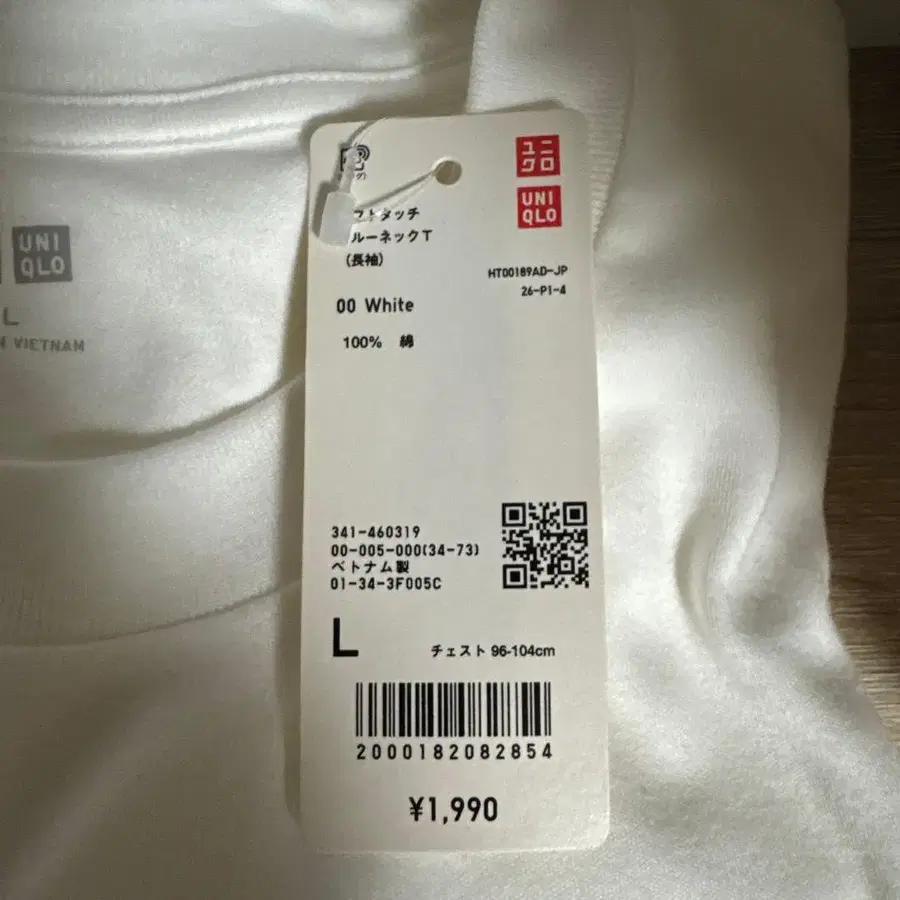 UNI
QLO
L
VIETNAM
ユニ
クロ
UNI
QLO
フトタッチ
ルーネックT
(長袖)
HT00189AD-JP
26-P1-4
00 White
100% 綿
341-460319
00-005-000(34-73)
ベトナム製
01-34-3F005C
L
チェスト 96-104cm
2000182082854
¥1,990